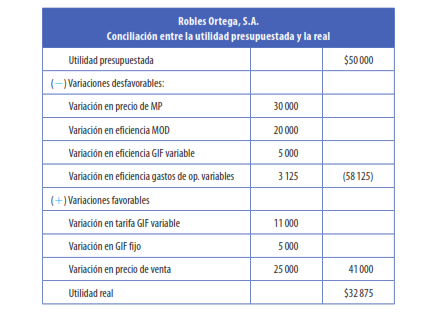 Robles Ortega, S.A.
Conciliación entre la utilidad presupuestada y la real
Utilidad presupuestada $50 000
(−) Variaciones desfavorables:
Variación en precio de MP 30 000
Variación en eficiencia MOD 20 000
Variación en eficiencia GIF variable 5 000
Variación en eficiencia gastos de op. variables 3 125 (58 125)
(+) Variaciones favorables
Variación en tarifa GIF variable 11 000
Variación en GIF fijo 5 000
Variación en precio de venta 25 000 41 000
Utilidad real $32 875